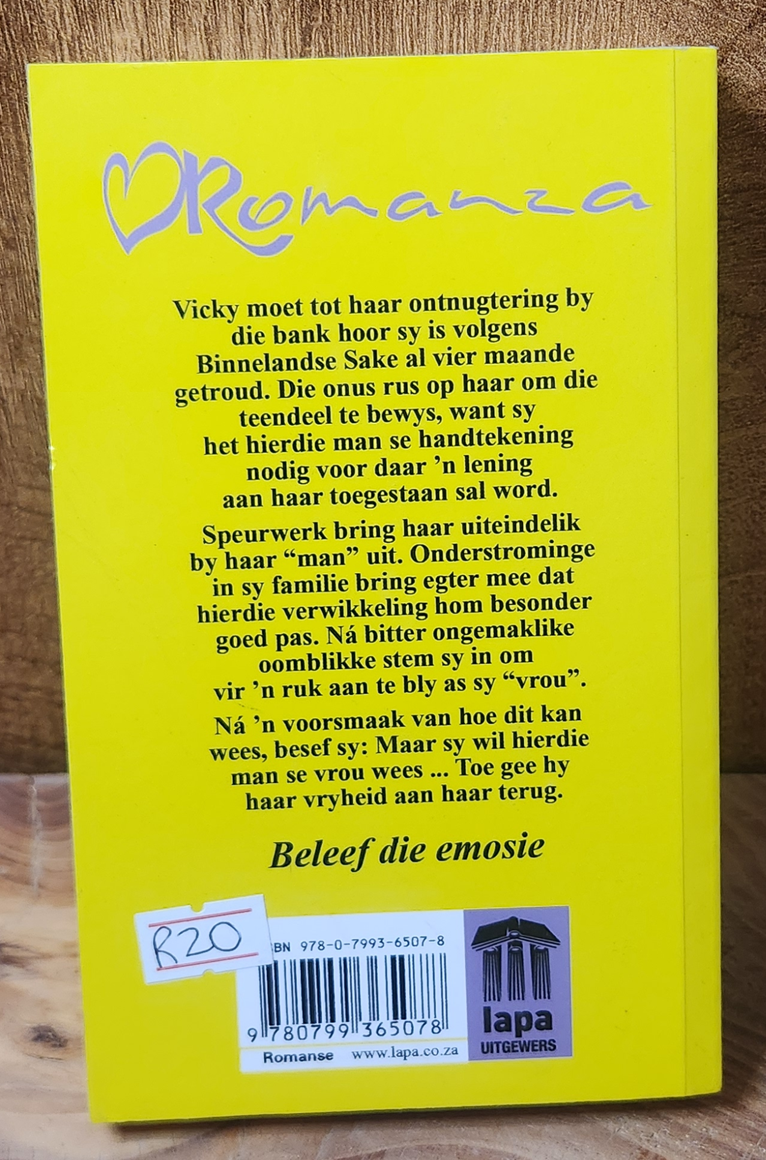 Romanza
Vicky moet tot haar ontnugtering by
die bank hoor sy is volgens
Binnelandse Sake al vier maande
getroud. Die onus rus op haar om die
teendeel te bewys, want sy
het hierdie man se handtekening
nodig voor daar ’n lening
aan haar toegestaan sal word.
Speurwerk bring haar uiteindelik
by haar “man” uit. Onderstrominge
in sy familie bring egter mee dat
hierdie verwikkeling hom besonder
goed pas. Ná bitter ongemaklike
oomblikke stem sy in om
vir ’n ruk aan te bly as sy “vrou”.
Ná ’n voorsmaak van hoe dit kan
wees, besef sy: Maar sy wil hierdie
man se vrou wees ... Toe gee hy
haar vryheid aan haar terug.
Beleef die emosie
R20
BN 978-0-7993-6507-8
9 780799 365078
Romanse www.lapa.co.za
lapa
UITGEWERS